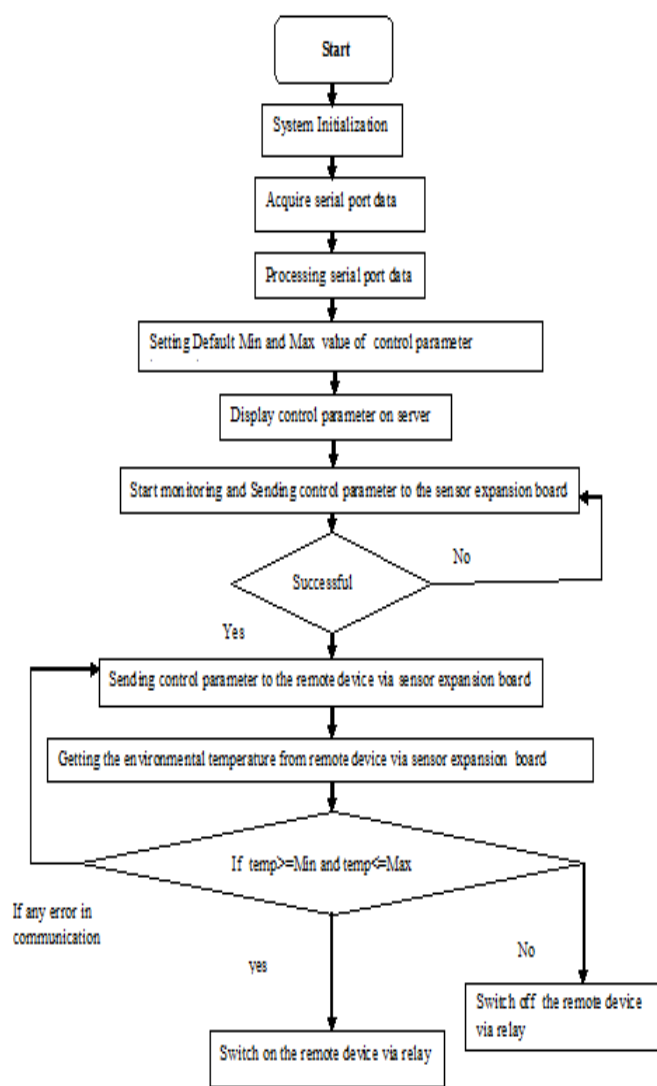 Start
System Initialization
Acquire serial port data
Processing serial port data
Setting Default Min and Max value of control parameter
Display control parameter on server
Start monitoring and Sending control parameter to the sensor expansion board
No
Successful
Yes
Sending control parameter to the remote device via sensor expansion board
Getting the environmental temperature from remote device via sensor expansion board
If temp>=Min and temp<=Max
If any error in
communication
yes
No
Switch off the remote device
via relay
Switch on the remote device via relay